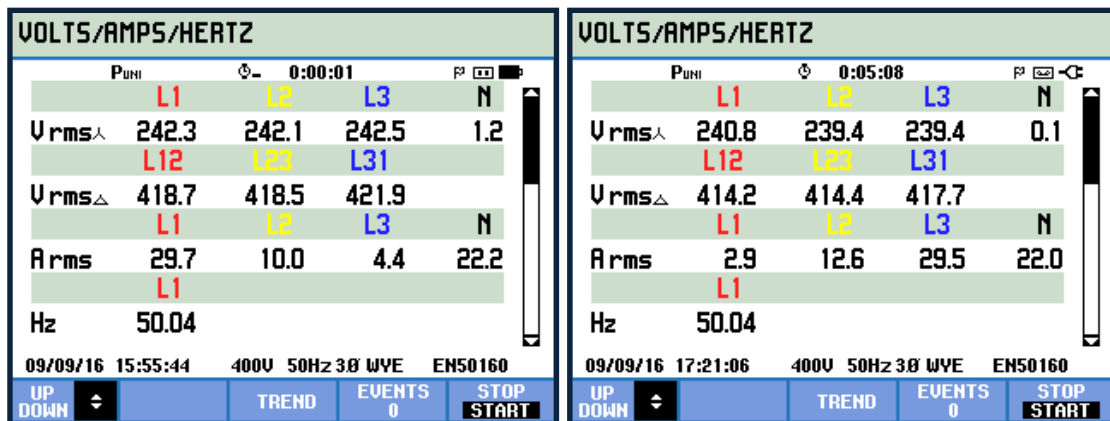 VOLTS/AMPS/HERTZ
PUNI 0:00:01
L1 L2 L3 N
V rms 242.3 242.1 242.5 1.2
L12 L23 L31
V rms 418.7 418.5 421.9
L1 L2 L3 N
A rms 29.7 10.0 4.4 22.2
L1
Hz 50.04
09/09/16 15:55:44 400V 50Hz 3Ø WYE EN50160
UP DOWN TREND EVENTS 0 STOP START
VOLTS/AMPS/HERTZ
PUNI 0:05:08
L1 L2 L3 N
V rms 240.8 239.4 239.4 0.1
L12 L23 L31
V rms 414.2 414.4 417.7
L1 L2 L3 N
A rms 2.9 12.6 29.5 22.0
L1
Hz 50.04
09/09/16 17:21:06 400V 50Hz 3Ø WYE EN50160
UP DOWN TREND EVENTS 0 STOP START